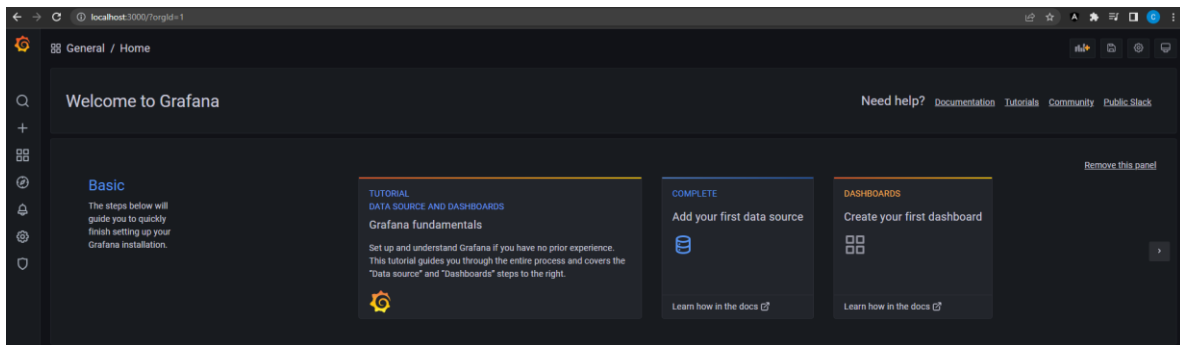 localhost:3000/?orgId=1
C
General / Home
Welcome to Grafana
Need help? Documentation Tutorials Community Public Slack
Remove this panel
Basic
The steps below will
guide you to quickly
finish setting up your
Grafana installation.
TUTORIAL
DATA SOURCE AND DASHBOARDS
Grafana fundamentals
Set up and understand Grafana if you have no prior experience.
This tutorial guides you through the entire process and covers the
"Data source" and "Dashboards" steps to the right.
COMPLETE
Add your first data source
Learn how in the docs
DASHBOARDS
Create your first dashboard
Learn how in the docs